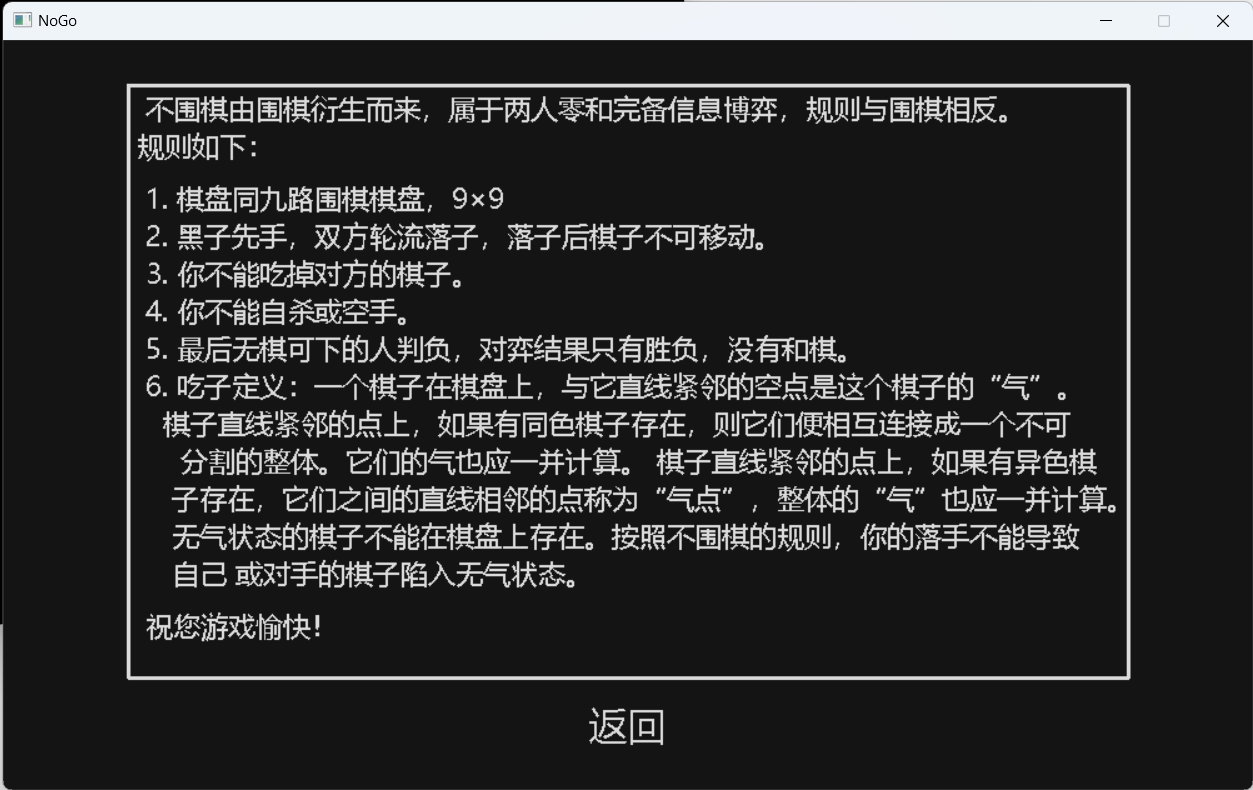 NoGo
不围棋由围棋衍生而来，属于两人零和完备信息博弈，规则与围棋相反。
规则如下：
1. 棋盘同九路围棋棋盘，9×9
2. 黑子先手，双方轮流落子，落子后棋子不可移动。
3. 你不能吃掉对方的棋子。
4. 你不能自杀或空手。
5. 最后无棋可下的人判负，对弈结果只有胜负，没有和棋。
6. 吃子定义：一个棋子在棋盘上，与它直线紧邻的空点是这个棋子的“气”。
棋子直线紧邻的点上，如果有同色棋子存在，则它们便相互连接成一个不可
分割的整体。它们的气也应一并计算。 棋子直线紧邻的点上，如果有异色棋
子存在，它们之间的直线相邻的点称为“气点”，整体的“气”也应一并计算。
无气状态的棋子不能在棋盘上存在。按照不围棋的规则，你的落手不能导致
自己 或对手的棋子陷入无气状态。
祝您游戏愉快！
返回